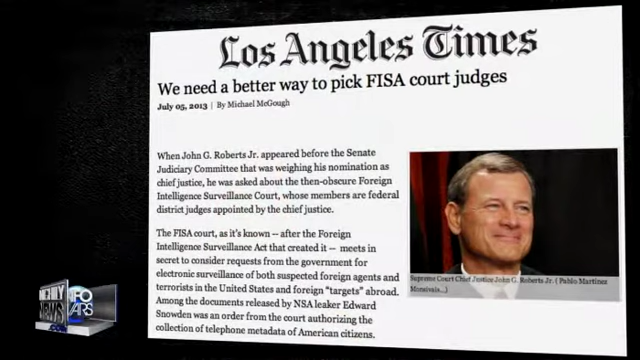 Los Angeles Times
We need a better way to pick FISA court judges
July 05, 2013 | By Michael McGough
When John G. Roberts Jr. appeared before the Senate
Judiciary Committee that was weighing his nomination as
chief justice, he was asked about the then-obscure Foreign
Intelligence Surveillance Court, whose members are federal
district judges appointed by the chief justice.
The FISA court, as it's known -- after the Foreign
Intelligence Surveillance Act that created it -- meets in
secret to consider requests from the government for
electronic surveillance of both suspected foreign agents and
terrorists in the United States and foreign "targets" abroad.
Among the documents released by NSA leaker Edward
Snowden was an order from the court authorizing the
collection of telephone metadata of American citizens.
Supreme Court Chief Justice John G. Roberts Jr. ( Pablo Martinez
Monsivais...)
NIGHTLY
NEWS
.COM
INFO
WARS